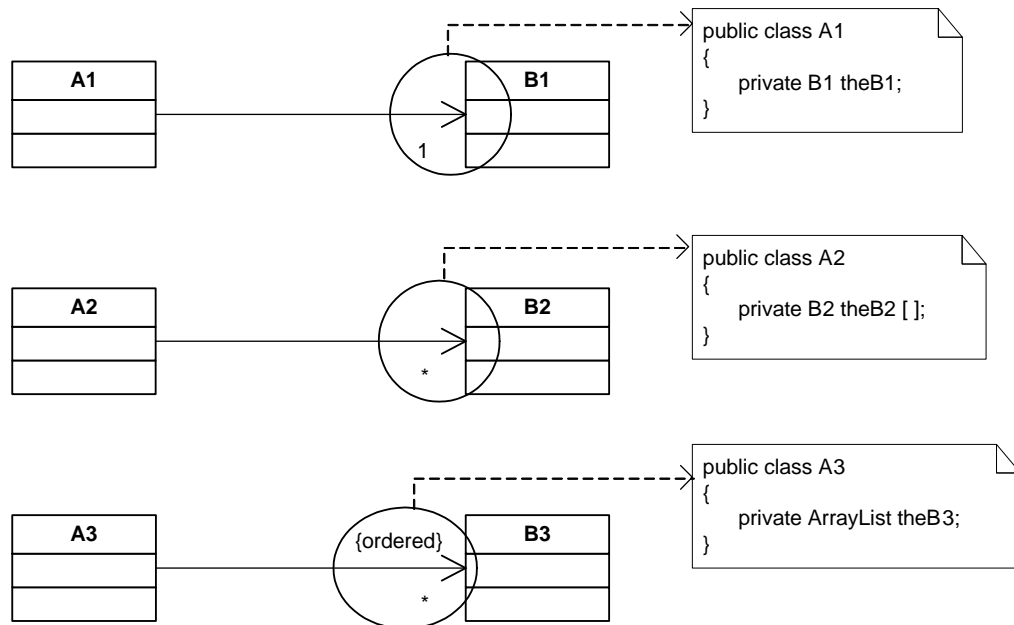 A1
B1
1
public class A1
{
private B1 theB1;
}
A2
B2
*
public class A2
{
private B2 theB2 [ ];
}
A3
{ordered}
B3
*
public class A3
{
private ArrayList theB3;
}